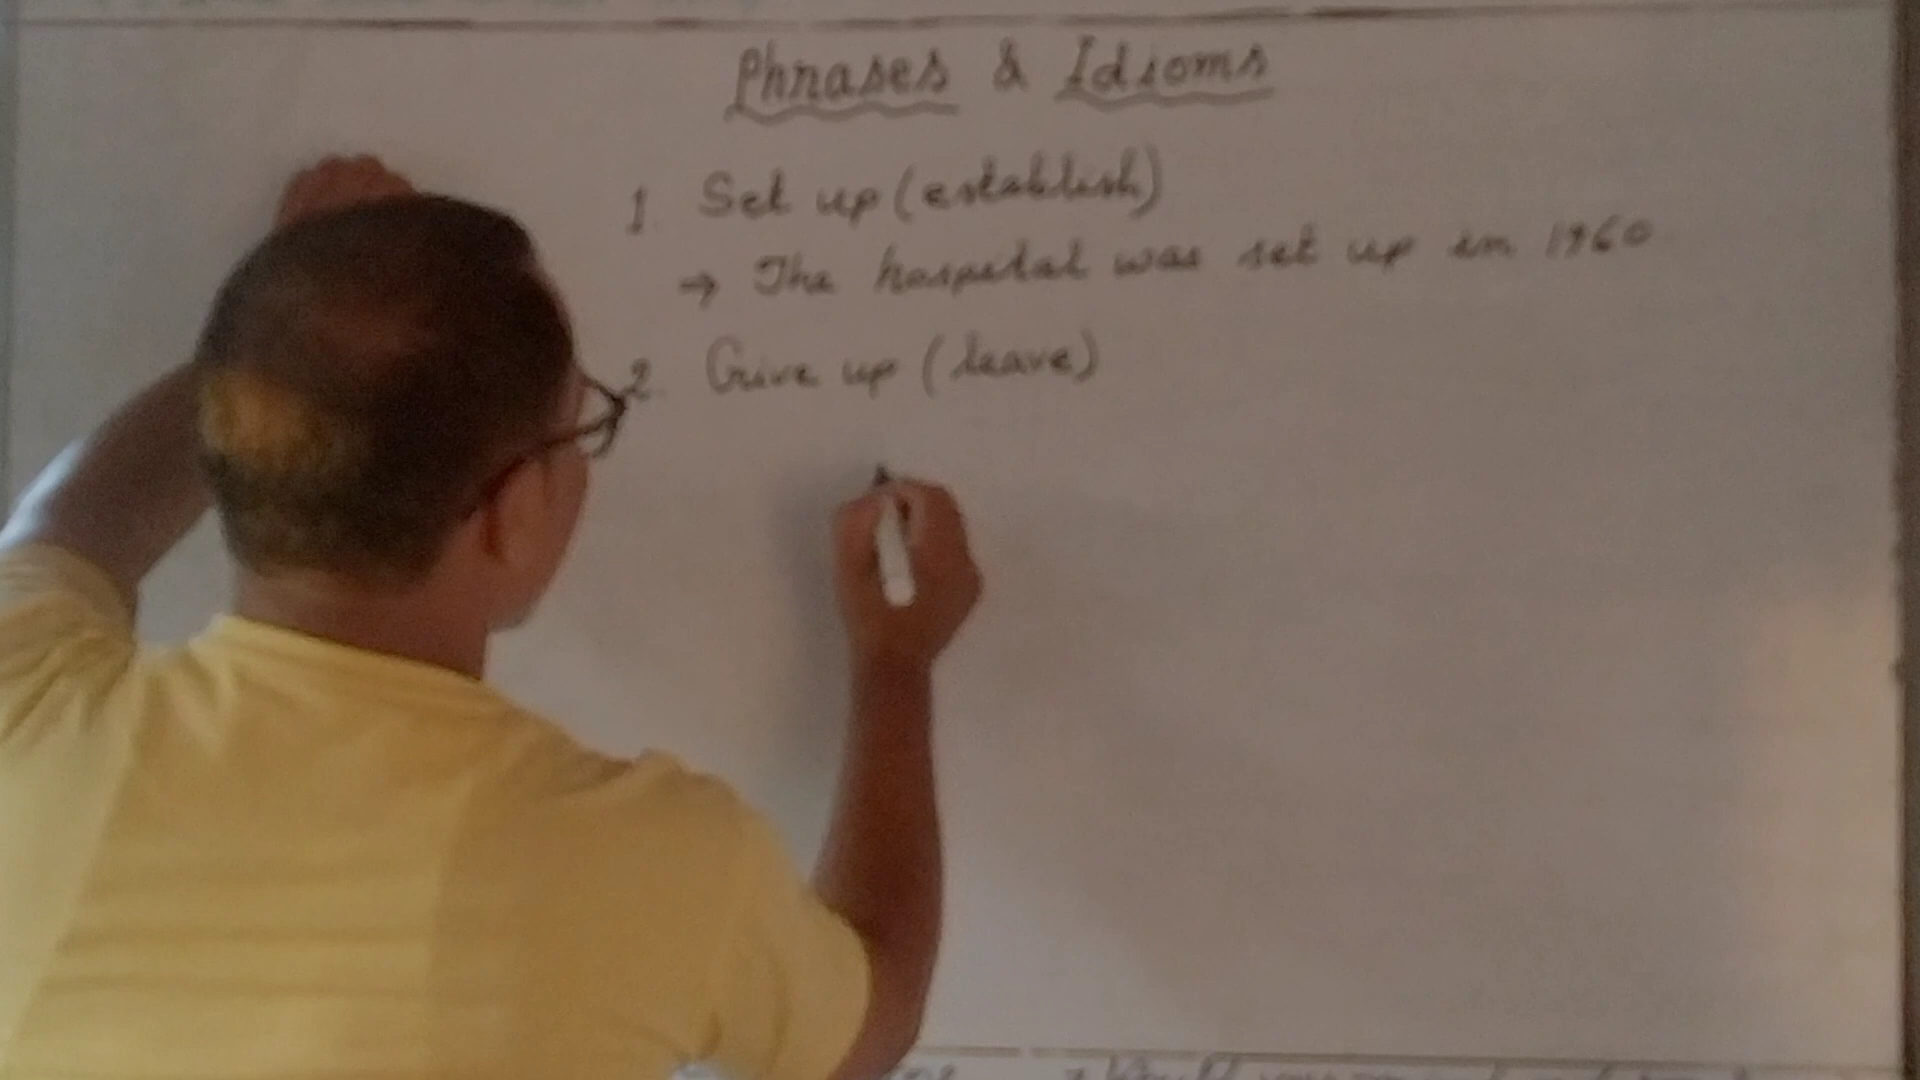 Phrases & Idioms
1. Set up (establish)
→ The hospital was set up in 1960
2. Give up (leave)